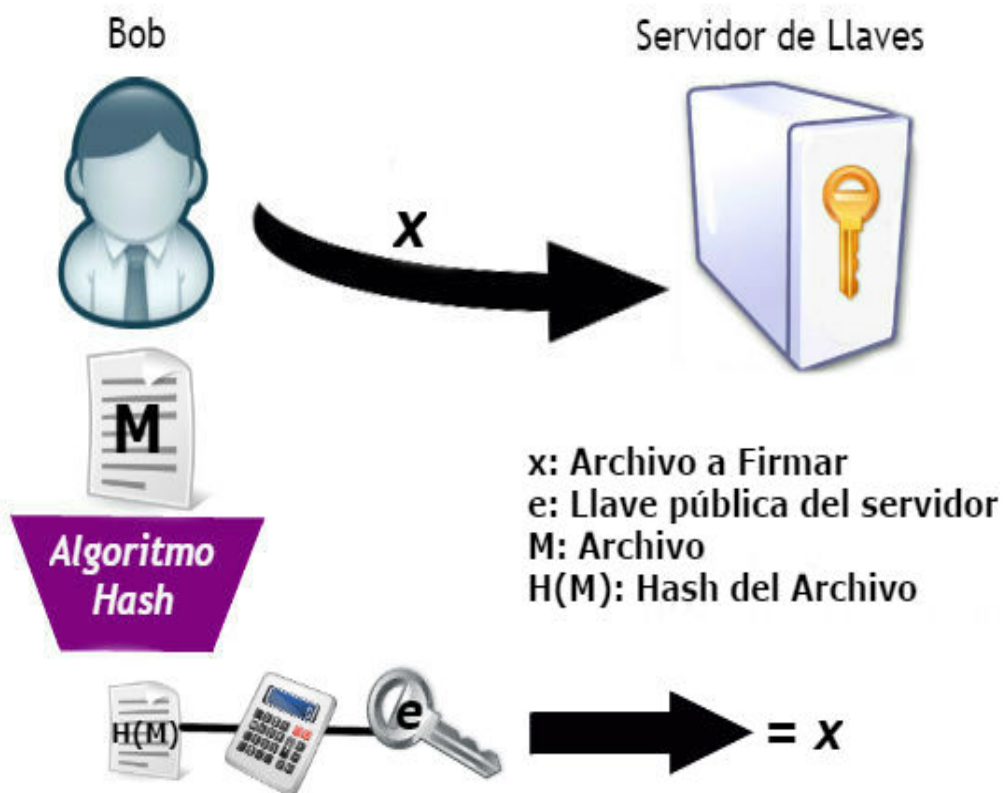 Bob
Servidor de Llaves
x
M
x: Archivo a Firmar
e: Llave pública del servidor
M: Archivo
H(M): Hash del Archivo
Algoritmo
Hash
H(M)
e
= x